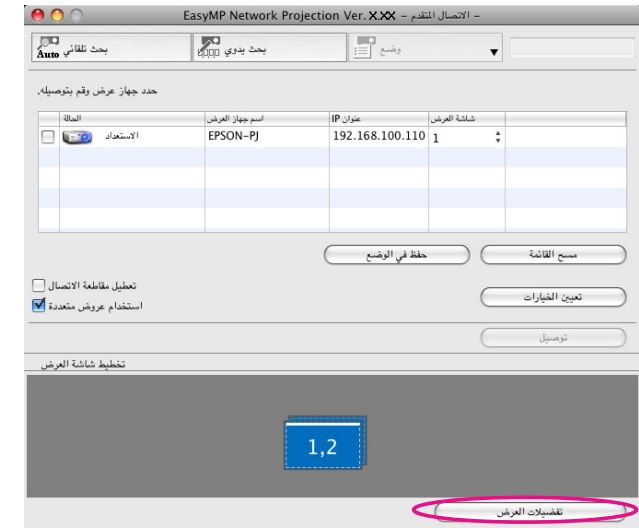 EasyMP Network Projection Ver. X.XX – الاتصال المتقدم –
Auto بحث تلقائي
بحث يدوي
وضع
حدد جهاز عرض وقم بتوصيله.
الحالة
اسم جهاز العرض
عنوان IP
شاشة العرض
الاستعداد
EPSON-PJ
192.168.100.110
1
حفظ في الوضع
مسح القائمة
تعطيل مقاطعة الاتصال
استخدام عروض متعددة
تعيين الخيارات
توصيل
تخطيط شاشة العرض
1,2
تفضيلات العرض